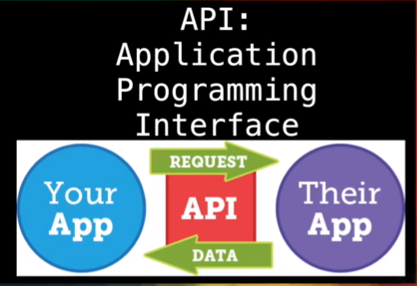 API:
Application
Programming
Interface
REQUEST
Your
App
API
Their
App
DATA